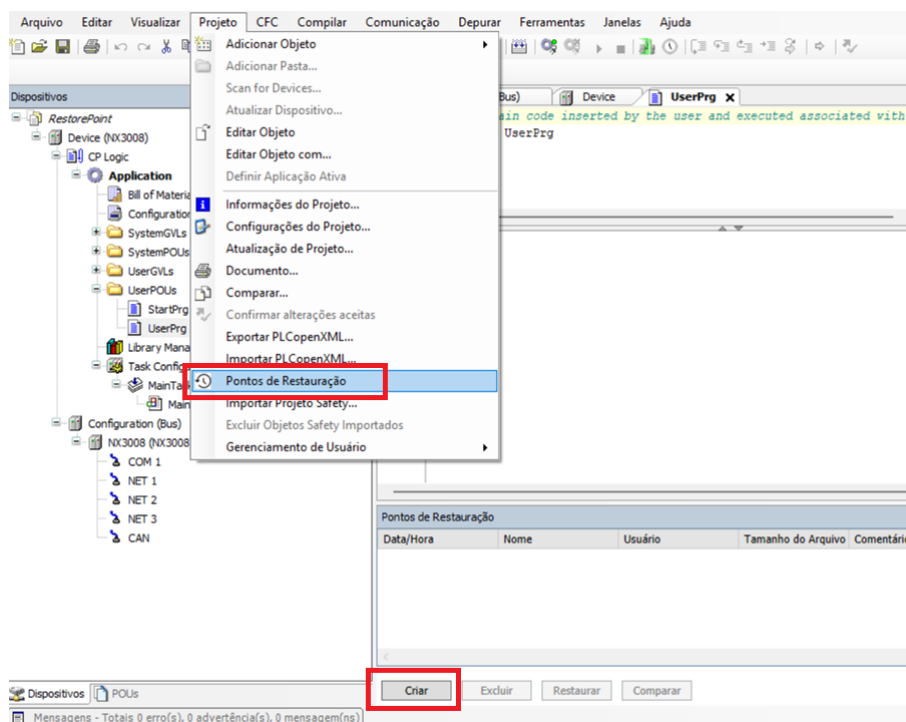 Arquivo Editar Visualizar Projeto CFC Compilar Comunicação Depurar Ferramentas Janelas Ajuda
Adicionar Objeto
Adicionar Pasta...
Scan for Devices...
Atualizar Dispositivo...
Editar Objeto
Editar Objeto com...
Definir Aplicação Ativa
Informações do Projeto...
Configurações do Projeto...
Atualização de Projeto...
Documento...
Comparar...
Confirmar alterações aceitas
Exportar PLCopenXML...
Importar PLCopenXML...
Pontos de Restauração
Importar Projeto Safety...
Excluir Objetos Safety Importados
Gerenciamento de Usuário
Dispositivos
RestorePoint
Device (NX3008)
CP Logic
Application
Bill of Materia
Configuration
SystemGVLs
SystemPOUs
UserGVLs
UserPOUs
StartPrg
UserPrg
Library Mana
Task Config
MainTa
Main
Configuration (Bus)
NX3008 (NX3008
COM 1
NET 1
NET 2
NET 3
CAN
Bus) Device UserPrg
ain code inserted by the user and executed associated with
UserPrg
Pontos de Restauração
Data/Hora Nome Usuário Tamanho do Arquivo Comentári
Criar Excluir Restaurar Comparar
Dispositivos POUs
Mensagens - Totais 0 erro(s), 0 advertência(s), 0 mensagem(ns)